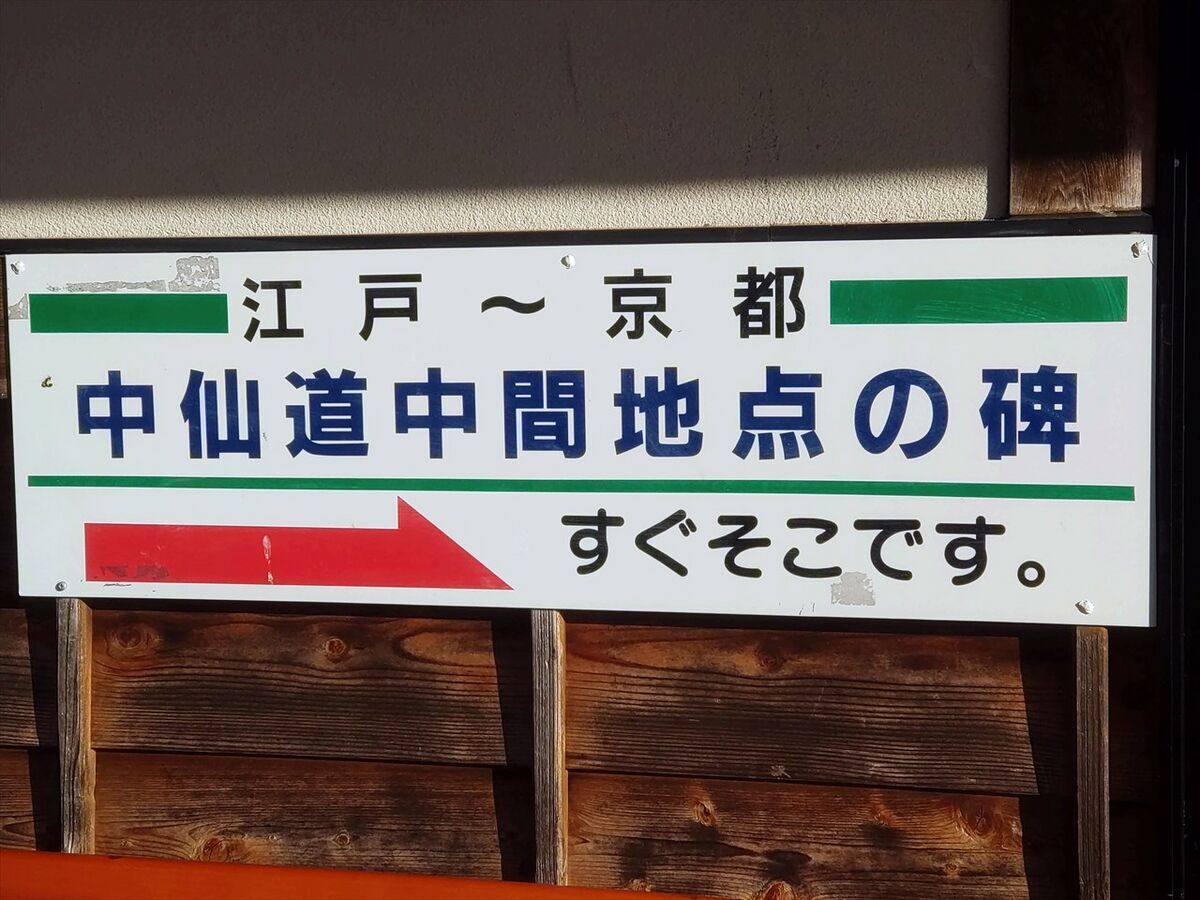 江戸～京都
中仙道中間地点の碑
すぐそこです。